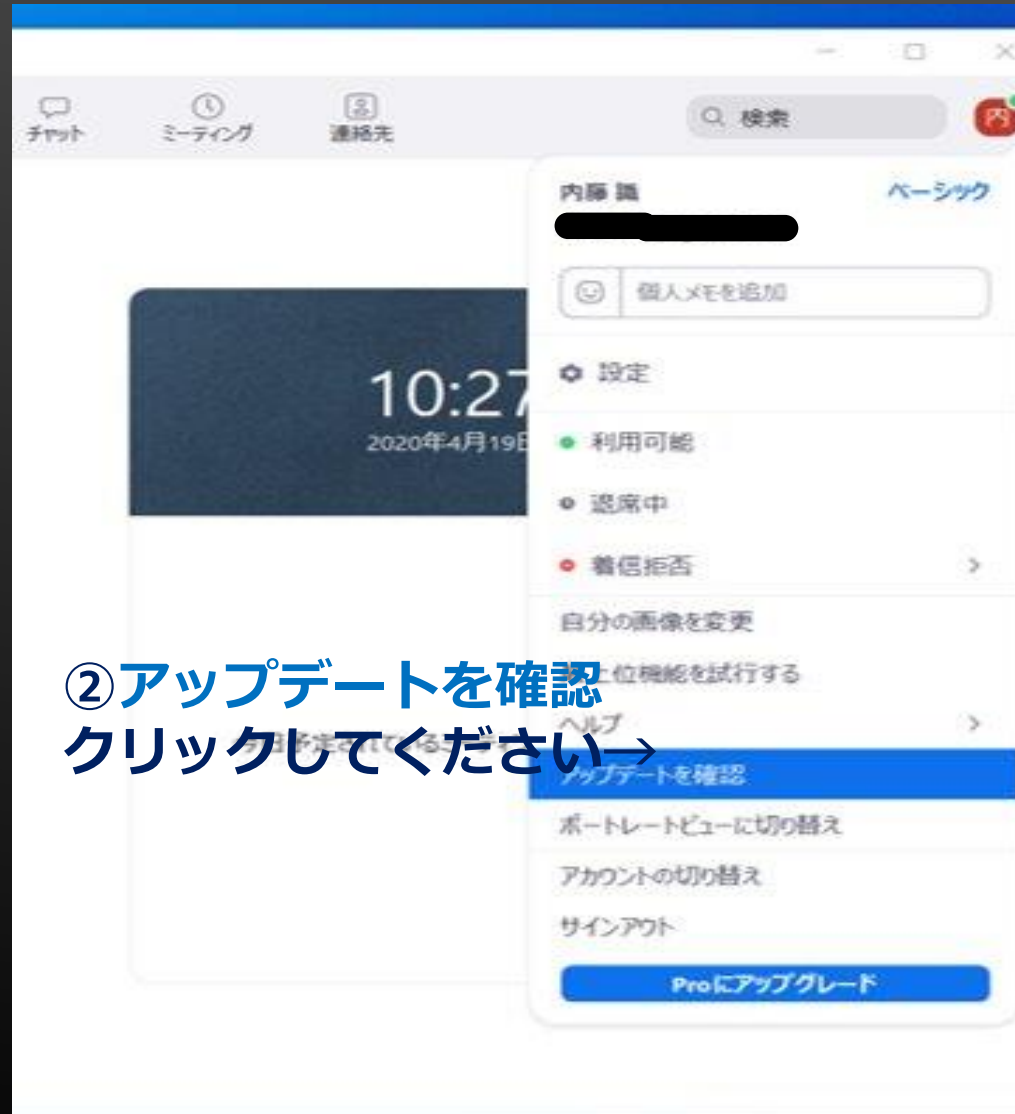 チャット ミーティング 連絡先
検索
内
内藤 識 ベーシック
個人メモを追加
10:27
2020年4月19日
設定
利用可能
退席中
着信拒否
自分の画像を変更
上位機能を試行する
ヘルプ
②アップデートを確認
クリックしてください→
アップデートを確認
ポートレートビューに切り替え
アカウントの切り替え
サインアウト
Proにアップグレード